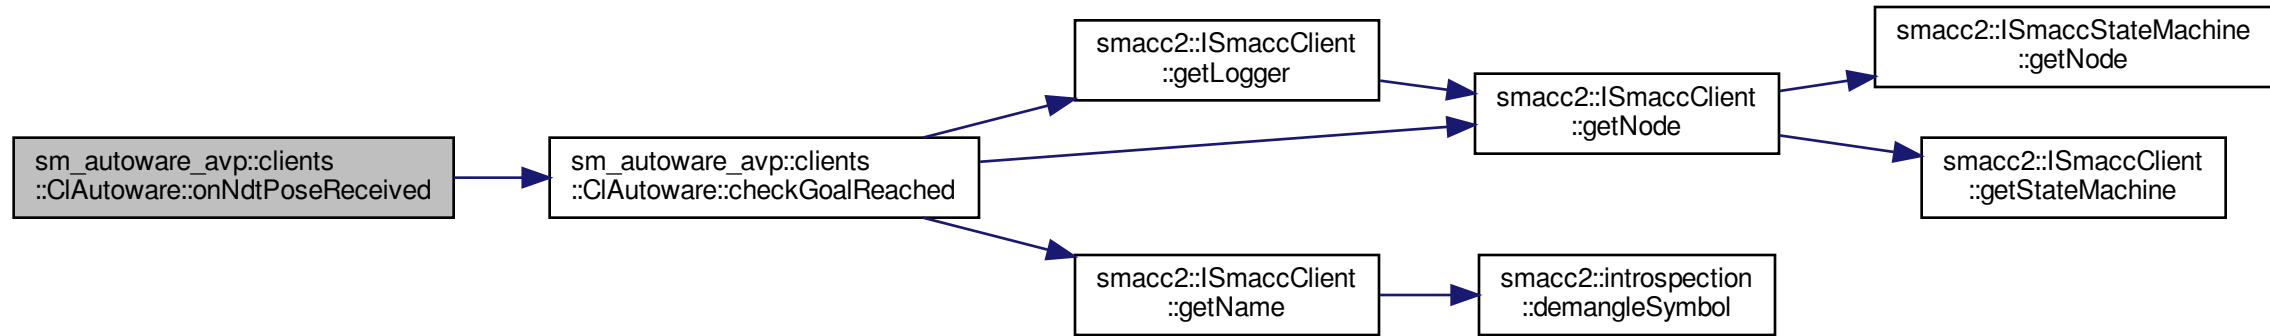 sm_autoware_avp::clients
::ClAutoware::onNdtPoseReceived
sm_autoware_avp::clients
::ClAutoware::checkGoalReached
smacc2::ISmaccClient
::getLogger
smacc2::ISmaccClient
::getNode
smacc2::ISmaccStateMachine
::getNode
smacc2::ISmaccClient
::getStateMachine
smacc2::ISmaccClient
::getName
smacc2::introspection
::demangleSymbol